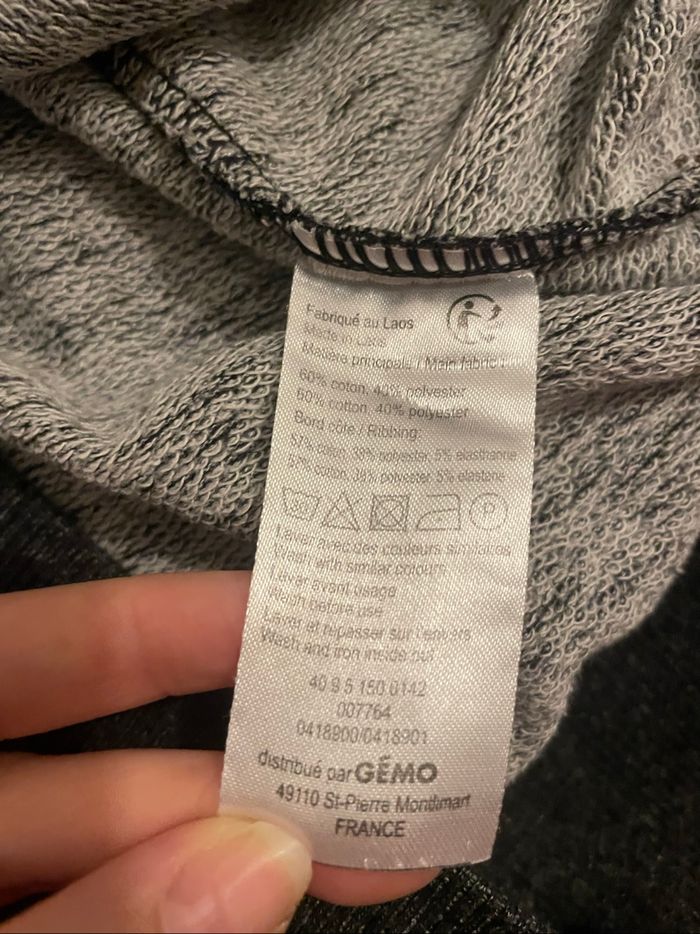 Fabriqué au Laos
Made in Laos
Matière principale / Main fabric
60% coton, 40% polyester
60% cotton, 40% polyester
Bord côte / Ribbing:
57% coton, 38% polyester, 5% élasthanne
57% cotton, 38% polyester, 5% elastane
P
Laver avec des couleurs similaires
Wash with similar colours
Laver avant usage
Wash before use
Laver et repasser sur l'envers
Wash and iron inside out
40 9 5 150 0142
007764
0418900/0418901
distribué par GÉMO
49110 St-Pierre Montlimart
FRANCE